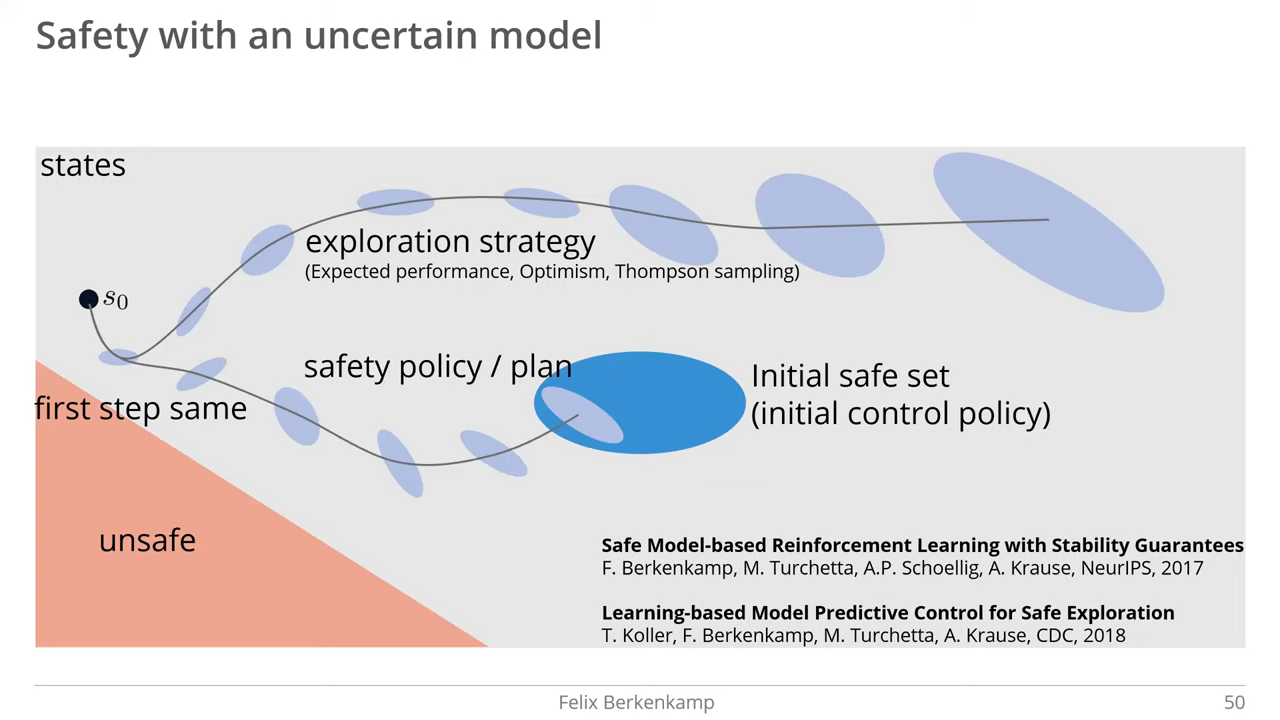 Safety with an uncertain model
states
exploration strategy
(Expected performance, Optimism, Thompson sampling)
s0
safety policy / plan
Initial safe set
(initial control policy)
first step same
unsafe
Safe Model-based Reinforcement Learning with Stability Guarantees
F. Berkenkamp, M. Turchetta, A.P. Schoellig, A. Krause, NeurIPS, 2017
Learning-based Model Predictive Control for Safe Exploration
T. Koller, F. Berkenkamp, M. Turchetta, A. Krause, CDC, 2018
Felix Berkenkamp
50